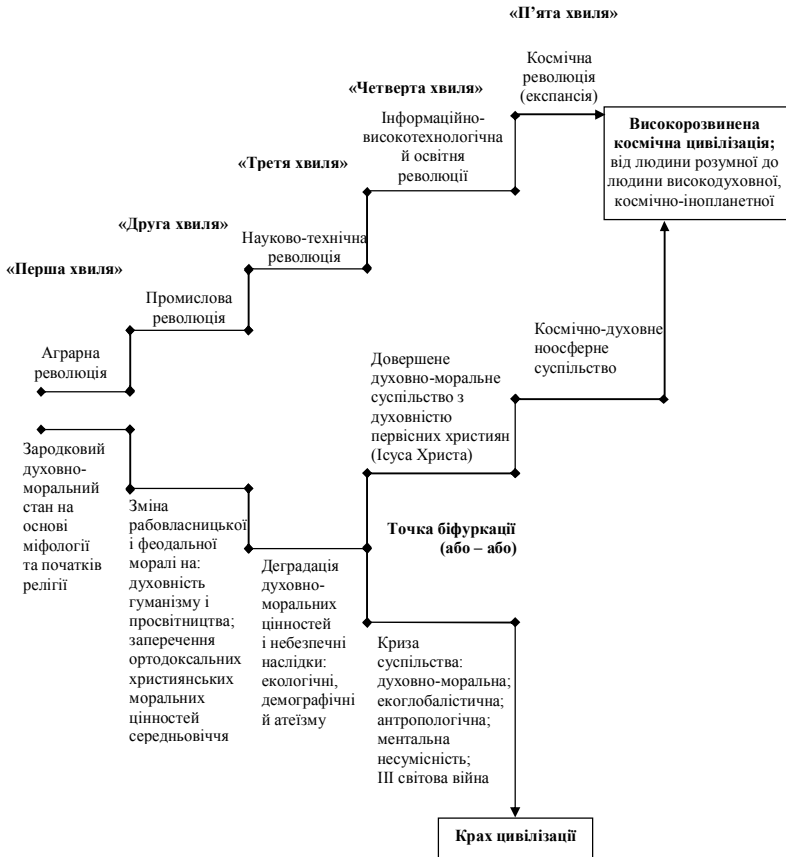 «П’ята хвиля»
Космічна
революція
(експансія)
«Четверта хвиля»
Інформаційно-
високотехнологічна
й освітня
революції
Високорозвинена
космічна цивілізація;
від людини розумної до
людини високодуховної,
космічно-інопланетної
«Третя хвиля»
Науково-технічна
революція
«Друга хвиля»
Промислова
революція
«Перша хвиля»
Аграрна
революція
Космічно-духовне
ноосферне
суспільство
Довершене
духовно-моральне
суспільство з
духовністю
первісних християн
(Ісуса Христа)
Зародковий
духовно-
моральний
стан на
основі
міфології
та початків
релігії
Зміна
рабовласницької
і феодальної
моралі на:
духовність
гуманізму і
просвітництва;
заперечення
ортодоксальних
християнських
моральних
цінностей
середньовіччя
Точка біфуркації
(або – або)
Деградація
духовно-
моральних
цінностей
і небезпечні
наслідки:
екологічні,
демографічні
й атеїзму
Криза
суспільства:
духовно-моральна;
екоглобалістична;
антропологічна;
ментальна
несумісність;
ІІІ світова війна
Крах цивілізації